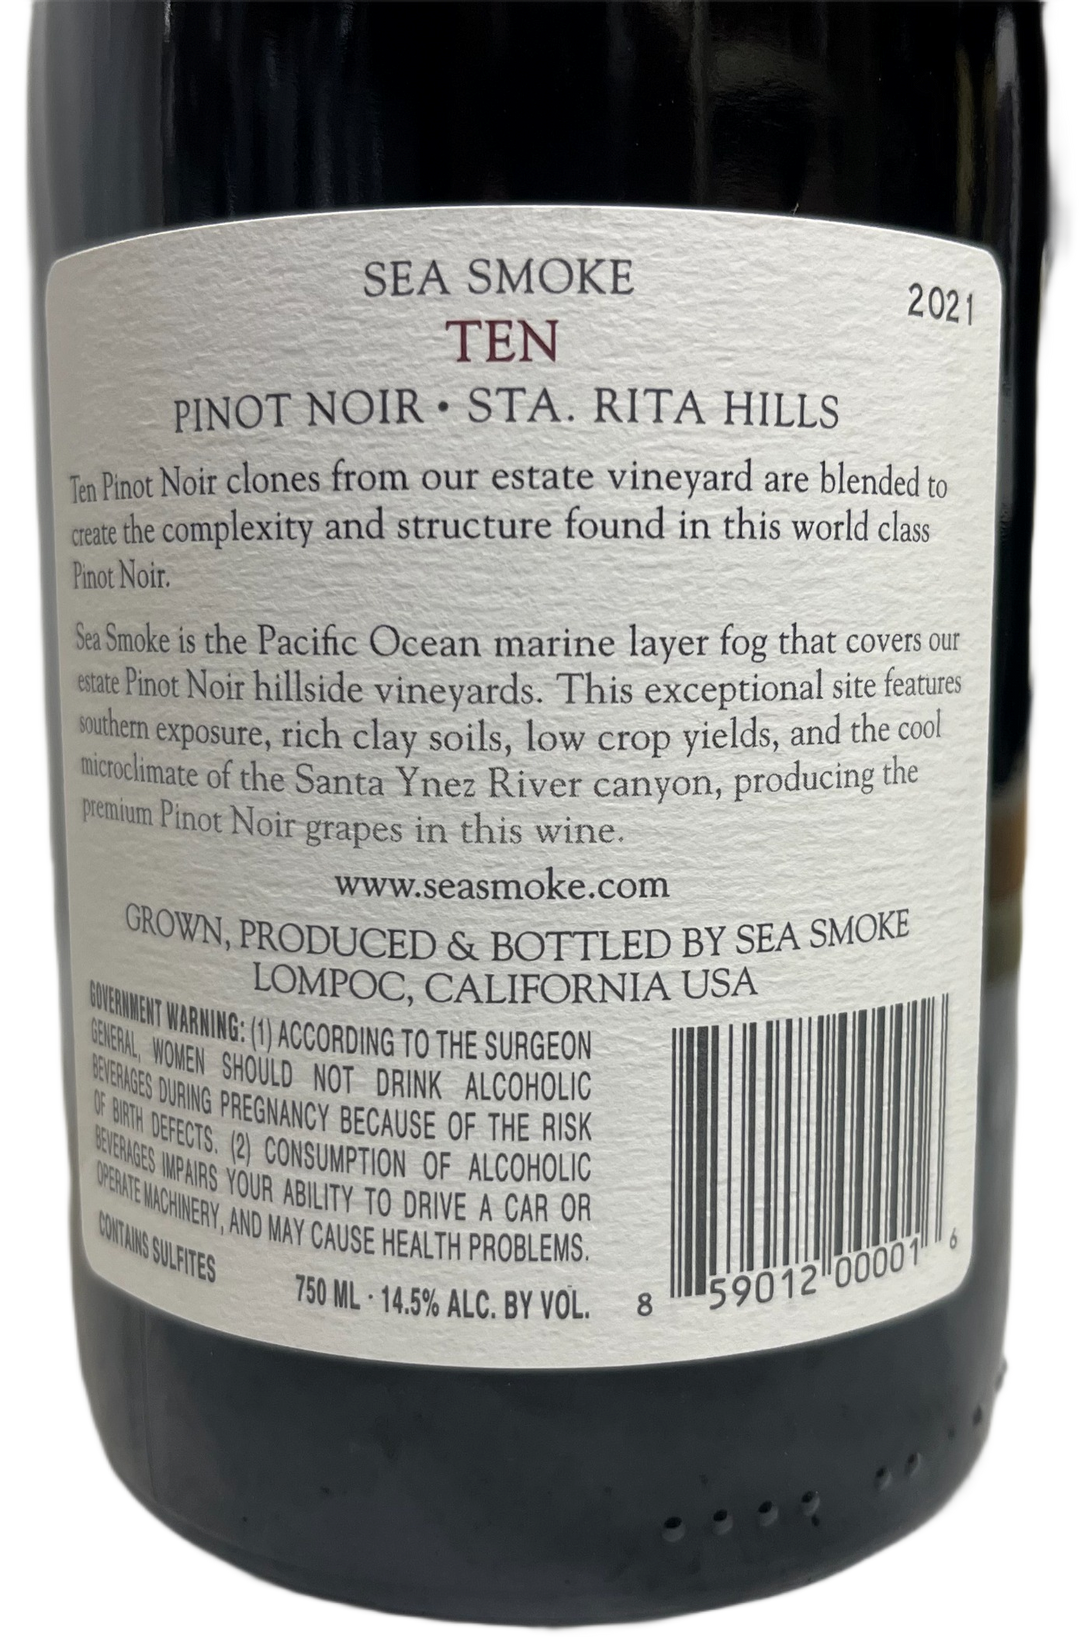 SEA SMOKE
2021
TEN
PINOT NOIR • STA. RITA HILLS
Ten Pinot Noir clones from our estate vineyard are blended to
create the complexity and structure found in this world class
Pinot Noir.
Sea Smoke is the Pacific Ocean marine layer fog that covers our
estate Pinot Noir hillside vineyards. This exceptional site features
southern exposure, rich clay soils, low crop yields, and the cool
microclimate of the Santa Ynez River canyon, producing the
premium Pinot Noir grapes in this wine.
www.seasmoke.com
GROWN, PRODUCED & BOTTLED BY SEA SMOKE
LOMPOC, CALIFORNIA USA
GOVERNMENT WARNING: (1) ACCORDING TO THE SURGEON
GENERAL, WOMEN SHOULD NOT DRINK ALCOHOLIC
BEVERAGES DURING PREGNANCY BECAUSE OF THE RISK
OF BIRTH DEFECTS. (2) CONSUMPTION OF ALCOHOLIC
BEVERAGES IMPAIRS YOUR ABILITY TO DRIVE A CAR OR
OPERATE MACHINERY, AND MAY CAUSE HEALTH PROBLEMS.
CONTAINS SULFITES
750 ML · 14.5% ALC. BY VOL.
8 59012 00001 6